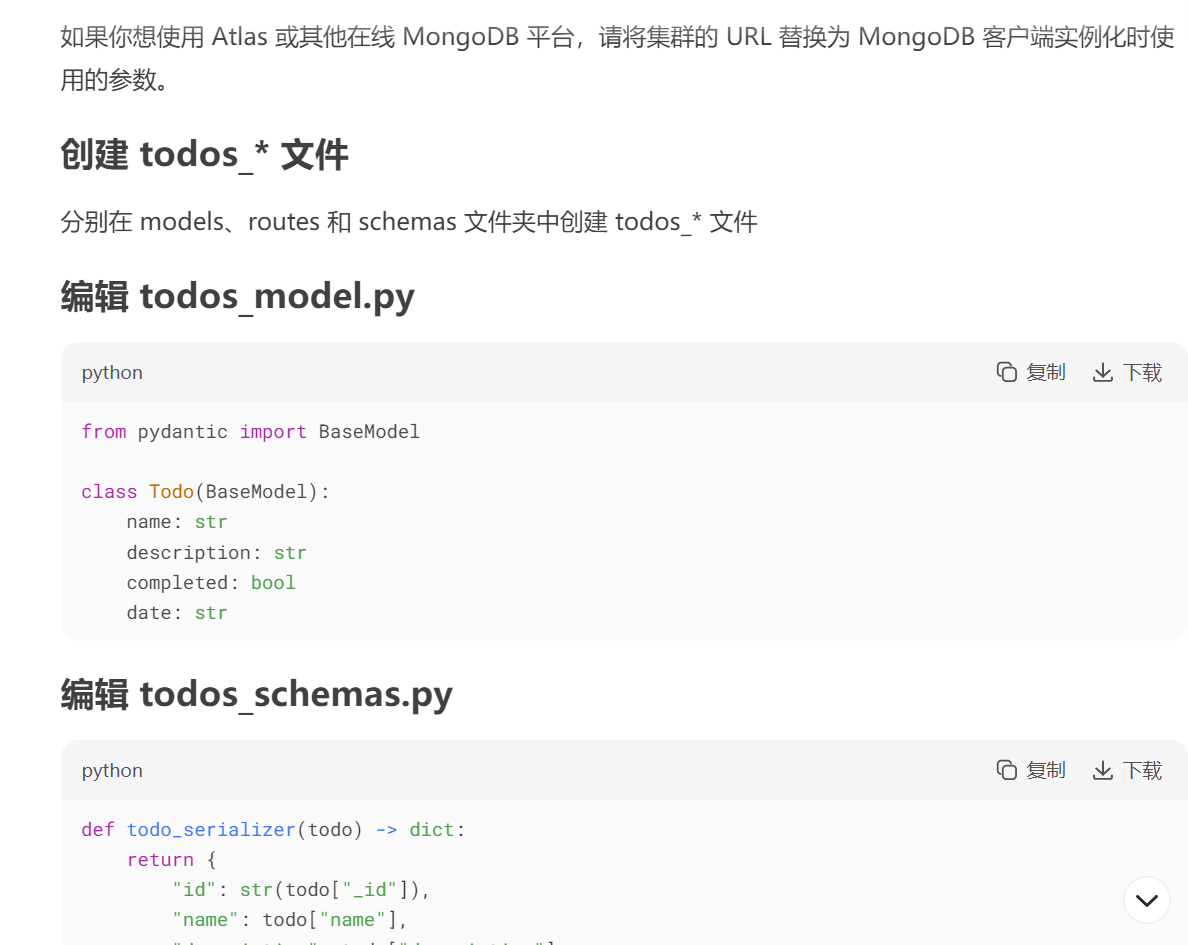 如果你想使用 Atlas 或其他在线 MongoDB 平台，请将集群的 URL 替换为 MongoDB 客户端实例化时使
用的参数。
创建 todos_* 文件
分别在 models、routes 和 schemas 文件夹中创建 todos_* 文件
编辑 todos_model.py
python 复制 下载
from pydantic import BaseModel
class Todo(BaseModel):
    name: str
    description: str
    completed: bool
    date: str
编辑 todos_schemas.py
python 复制 下载
def todo_serializer(todo) -> dict:
    return {
        "id": str(todo["_id"]),
        "name": todo["name"],